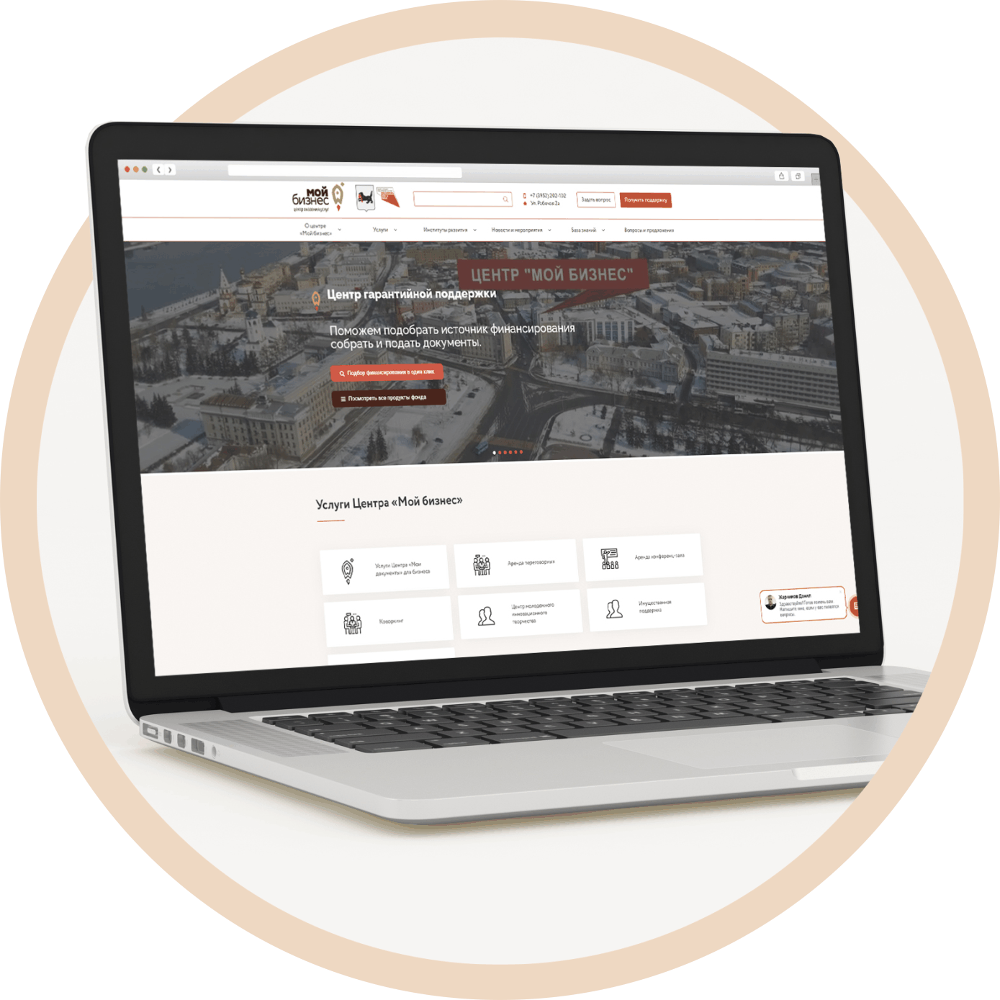 мой
бизнес
центр оказания услуг
+7 (3952) 202-102
Ул. Рабочая 2а
Задать вопрос
Получить поддержку
О центре
«Мой бизнес»
Услуги
Институты развития
Новости и мероприятия
База знаний
Вопросы и предложения
ЦЕНТР "МОЙ БИЗНЕС"
Центр гарантийной поддержки
Поможем подобрать источник финансирования
собрать и подать документы.
Подбор финансирования в один клик
Посмотреть все продукты фонда
Услуги Центра «Мой бизнес»
Услуги Центра «Мои
документы» для бизнеса
Аренда переговорных
Аренда конференц-зала
Коворкинг
Центр молодёжного
инновационного
творчества
Имущественная
поддержка
Жарников Данил
Здравствуйте! Готов помочь вам.
Напишите мне, если у вас появятся
вопросы.